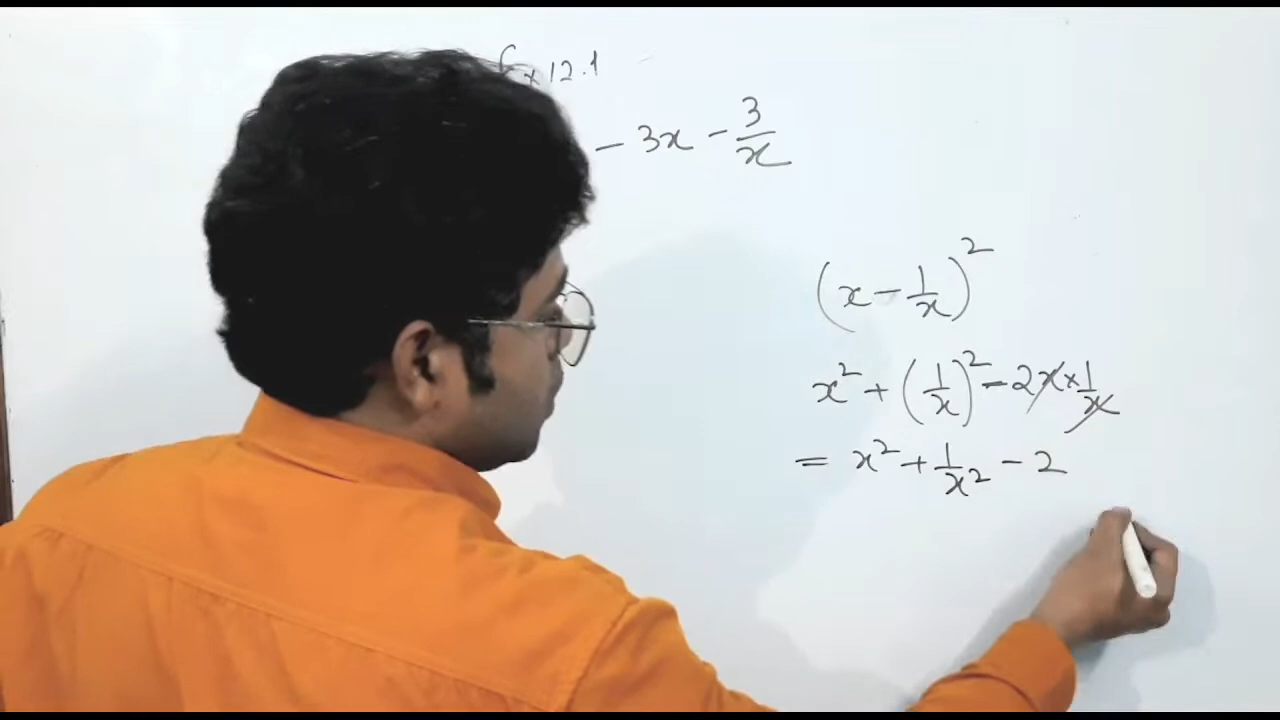 Ex 12.1
- 3x - 3/x
(x - 1/x)²
x² + (1/x)² - 2x × 1/x
= x² + 1/x² - 2